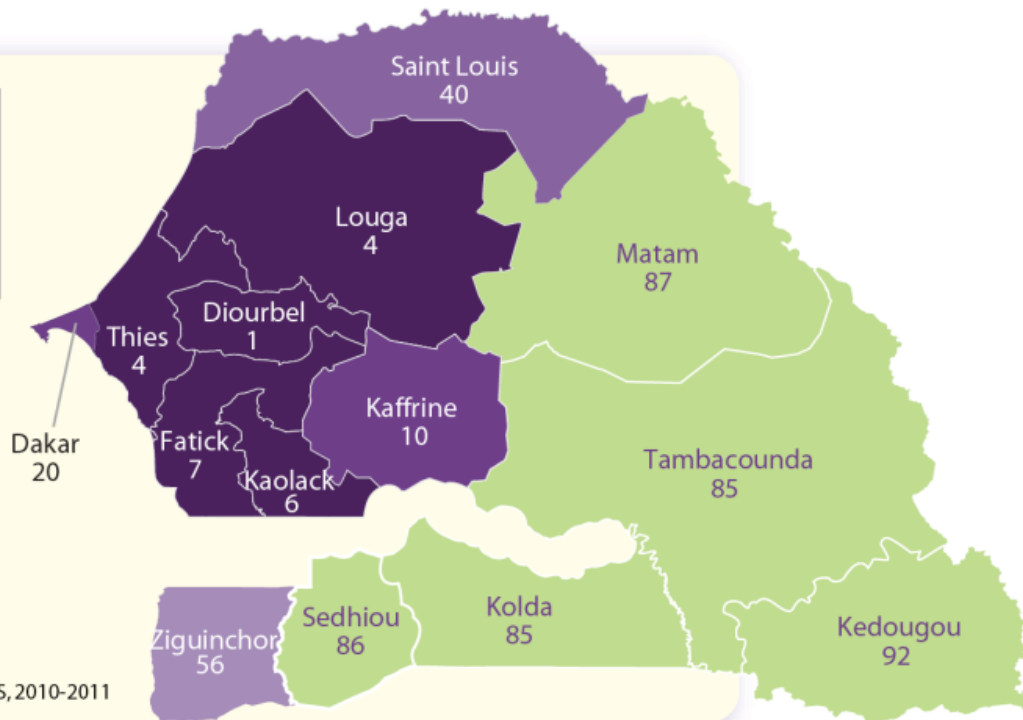 Saint Louis
40
Louga
4
Matam
87
Diourbel
1
Thies
4
Dakar
20
Kaffrine
10
Fatick
7
Kaolack
6
Tambacounda
85
Ziguinchor
56
Sedhiou
86
Kolda
85
Kedougou
92
S, 2010-2011